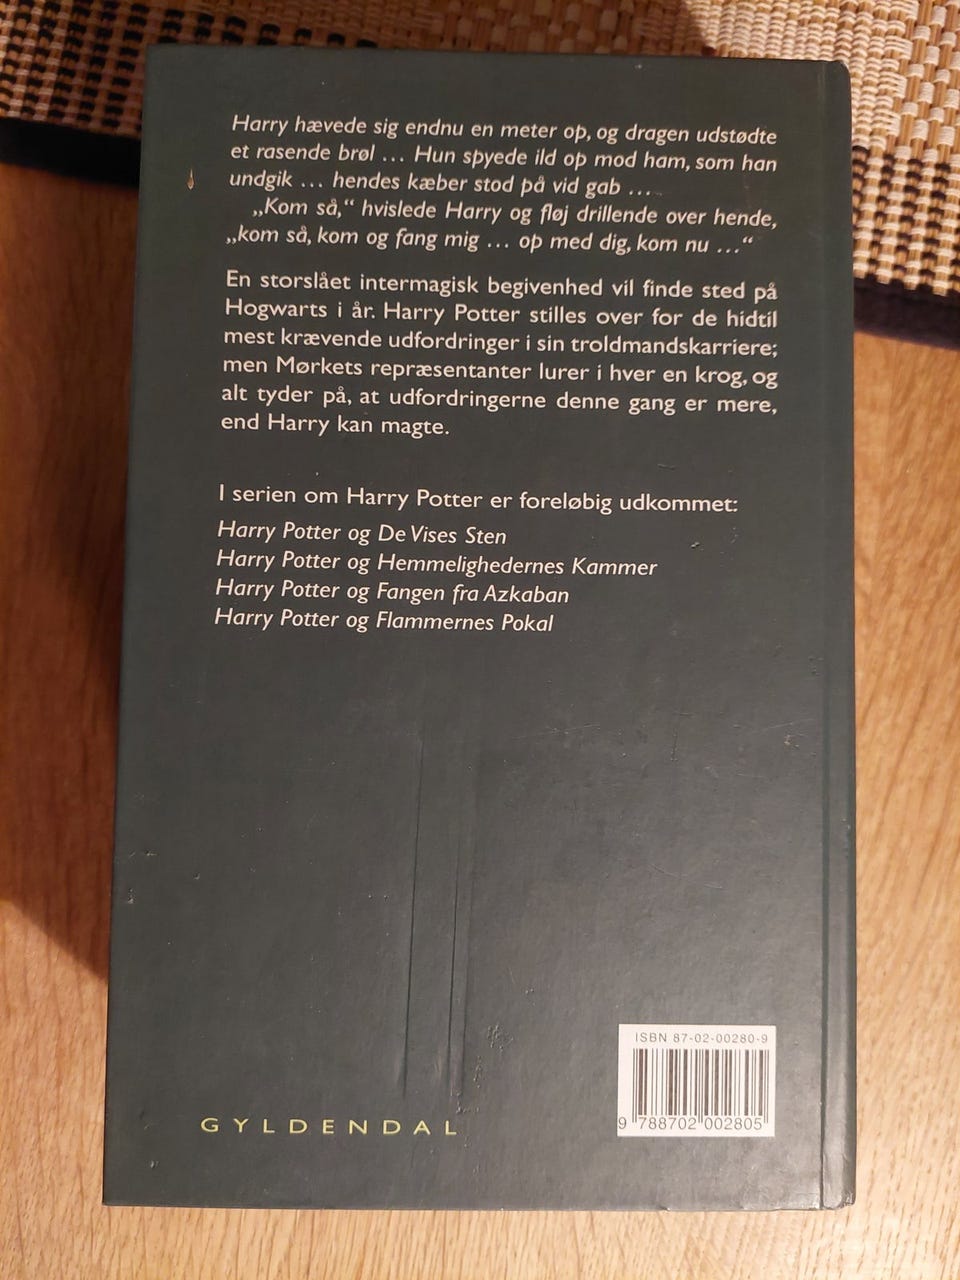 Harry hævede sig endnu en meter op, og dragen udstødte
et rasende brøl ... Hun spyede ild op mod ham, som han
undgik ... hendes kæber stod på vid gab ...
„Kom så,“ hvislede Harry og fløj drillende over hende,
„kom så, kom og fang mig ... op med dig, kom nu ...“
En storslået intermagisk begivenhed vil finde sted på
Hogwarts i år. Harry Potter stilles over for de hidtil
mest krævende udfordringer i sin troldmandskarriere;
men Mørkets repræsentanter lurer i hver en krog, og
alt tyder på, at udfordringerne denne gang er mere,
end Harry kan magte.
I serien om Harry Potter er foreløbig udkommet:
Harry Potter og De Vises Sten
Harry Potter og Hemmelighedernes Kammer
Harry Potter og Fangen fra Azkaban
Harry Potter og Flammernes Pokal
ISBN 87-02-00280-9
9 788702 002805
GYLDENDAL